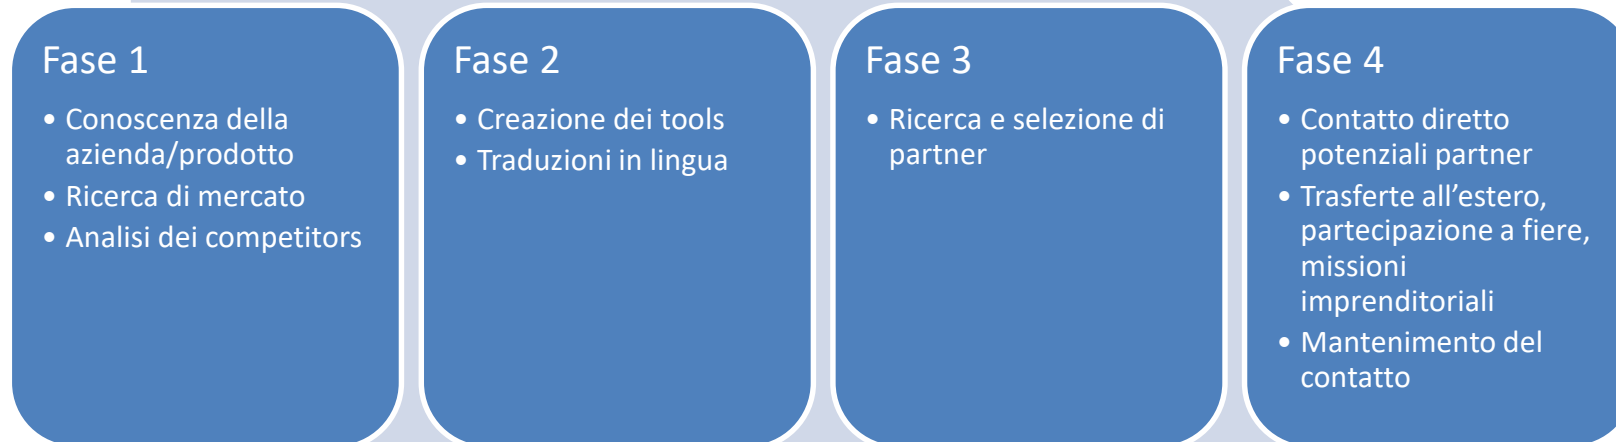 Fase 1
• Conoscenza della
azienda/prodotto
• Ricerca di mercato
• Analisi dei competitors
Fase 2
• Creazione dei tools
• Traduzioni in lingua
Fase 3
• Ricerca e selezione di
partner
Fase 4
• Contatto diretto
potenziali partner
• Trasferte all’estero,
partecipazione a fiere,
missioni
imprenditoriali
• Mantenimento del
contatto